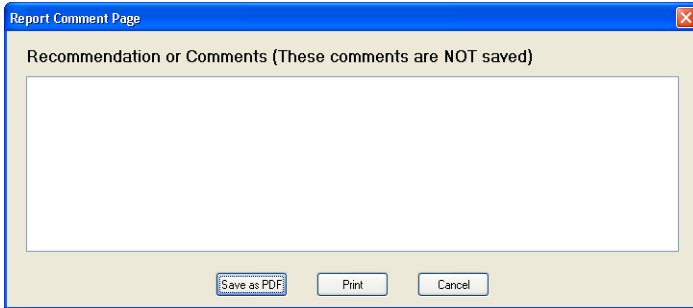 Report Comment Page
Recommendation or Comments (These comments are NOT saved)
Save as PDF Print Cancel